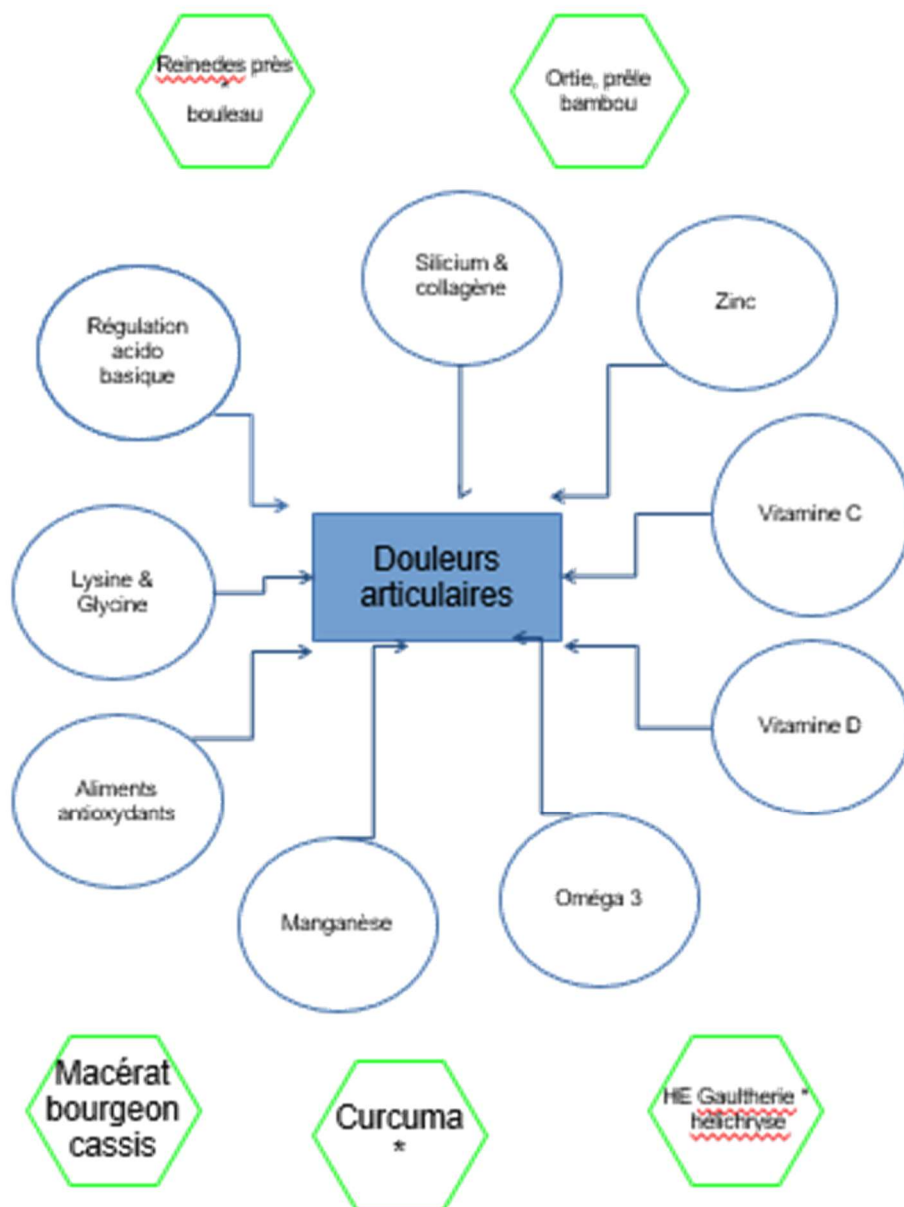 Reinedes près
*
bouleau
Ortie, prêle
bambou
Silicium &
collagène
Zinc
Régulation
acido
basique
Vitamine C
Douleurs
articulaires
Lysine &
Glycine
Vitamine D
Aliments
antioxydants
Manganèse
Oméga 3
Macérat
bourgeon
cassis
Curcuma
*
HE Gaultherie *
hélichryse